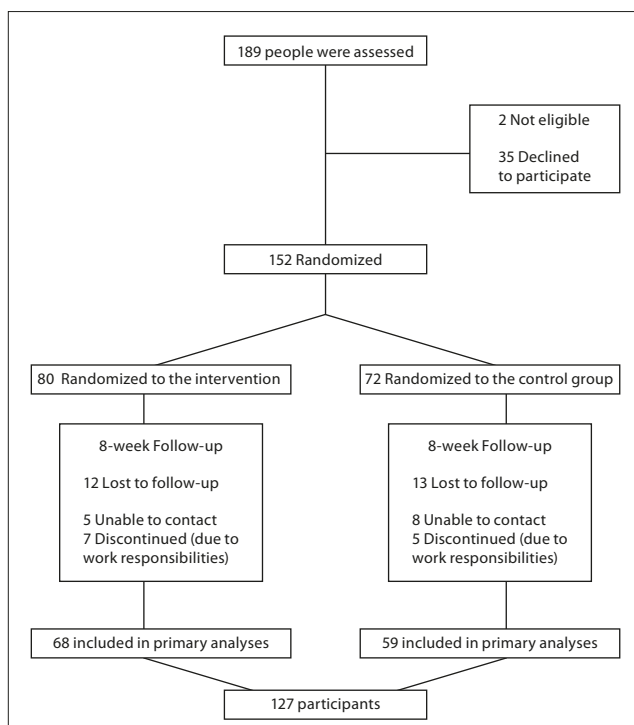 189 people were assessed
2 Not eligible
35 Declined
to participate
152 Randomized
80 Randomized to the intervention
72 Randomized to the control group
8-week Follow-up
12 Lost to follow-up
5 Unable to contact
7 Discontinued (due to
work responsibilities)
8-week Follow-up
13 Lost to follow-up
8 Unable to contact
5 Discontinued (due to
work responsibilities)
68 included in primary analyses
59 included in primary analyses
127 participants